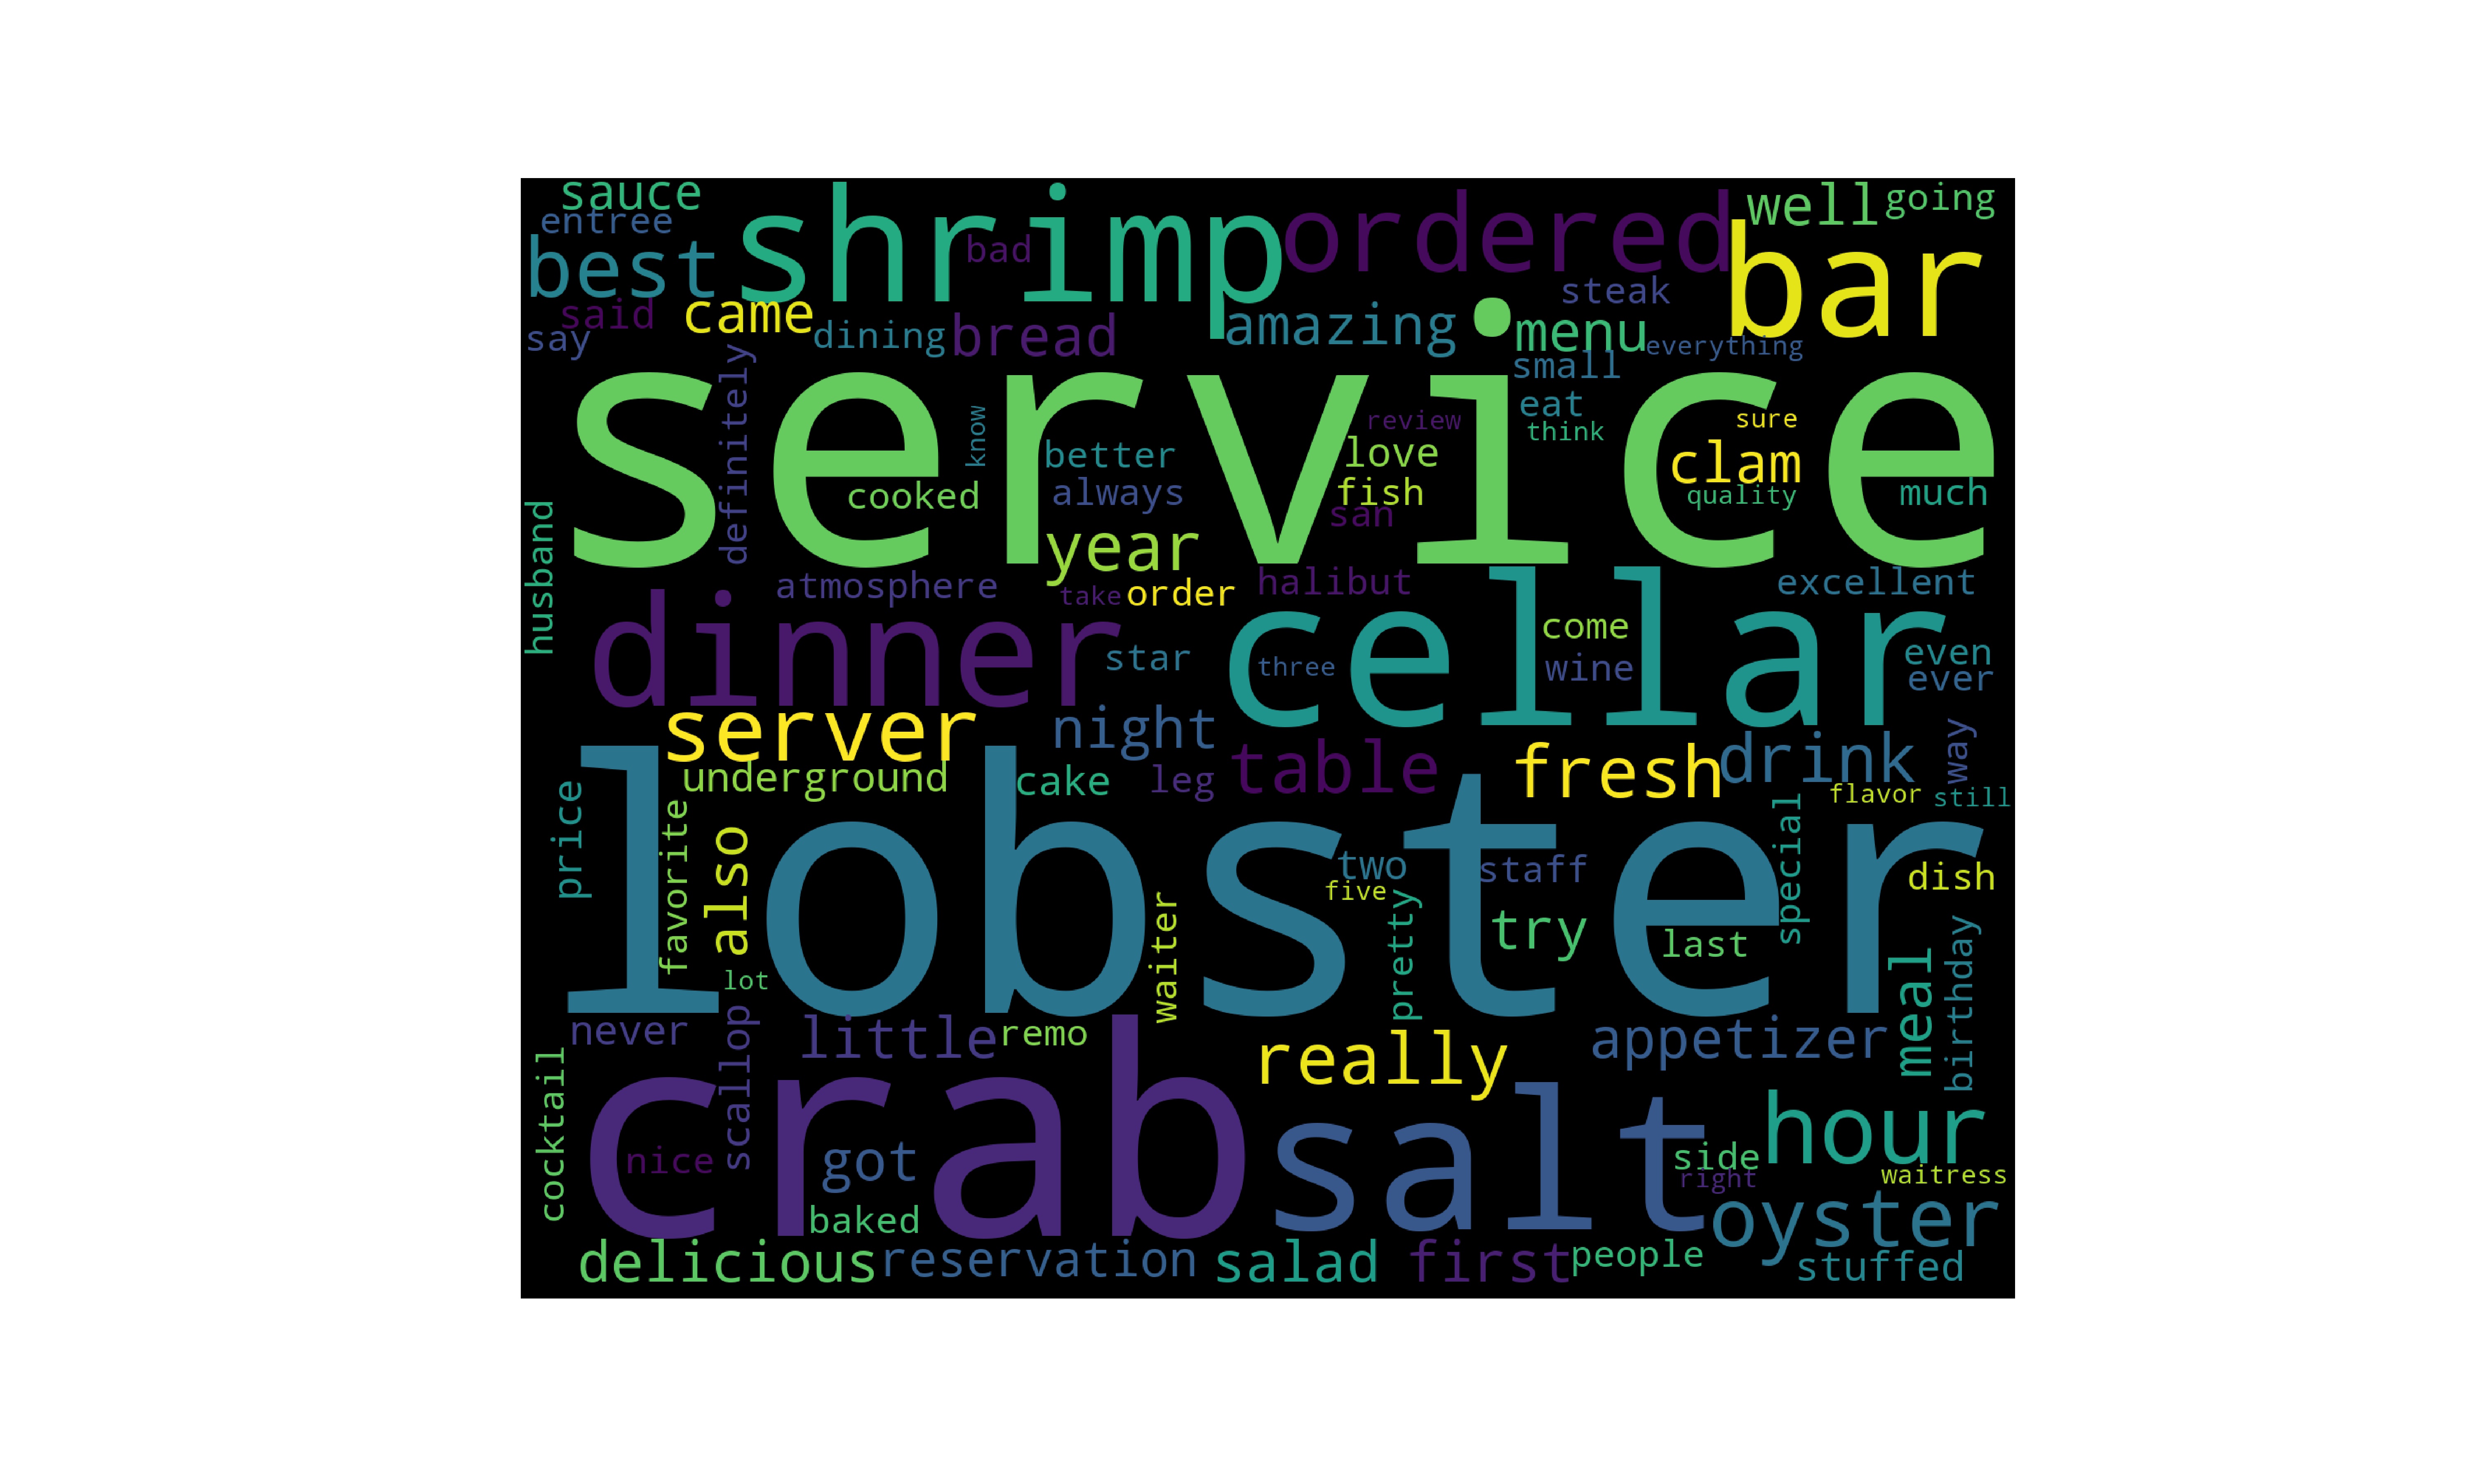 sauce
entree
best
shrimp
bad
ordered
well
going
bar
said
say
came
dining
bread
amazing
steak
menu
small
everything
definitely
service
know
review
eat
think
sure
better
love
clam
cooked
always
fish
san
quality
much
husband
year
atmosphere
take
order
halibut
excellent
dinner
cellar
star
three
come
wine
even
ever
server
night
underground
cake
leg
table
fresh
drink
way
flavor
still
price
favorite
also
lobster
two
five
staff
special
dish
waiter
pretty
try
last
meal
birthday
lot
never
scallop
little
remo
really
appetizer
cocktail
crab
salt
hour
nice
got
side
right
waitress
baked
oyster
delicious
reservation
salad
first
people
stuffed